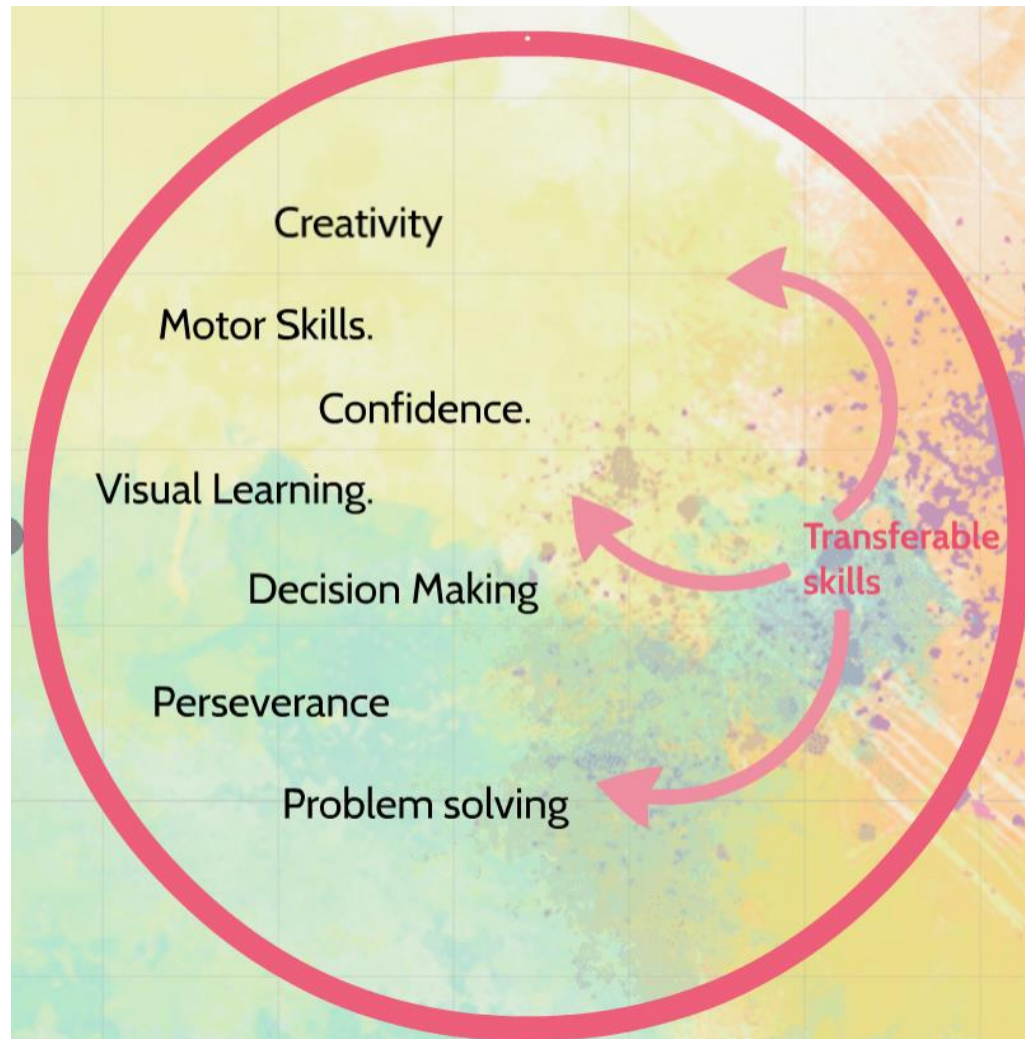 Creativity
Motor Skills.
Confidence.
Visual Learning.
Transferable
skills
Decision Making
Perseverance
Problem solving